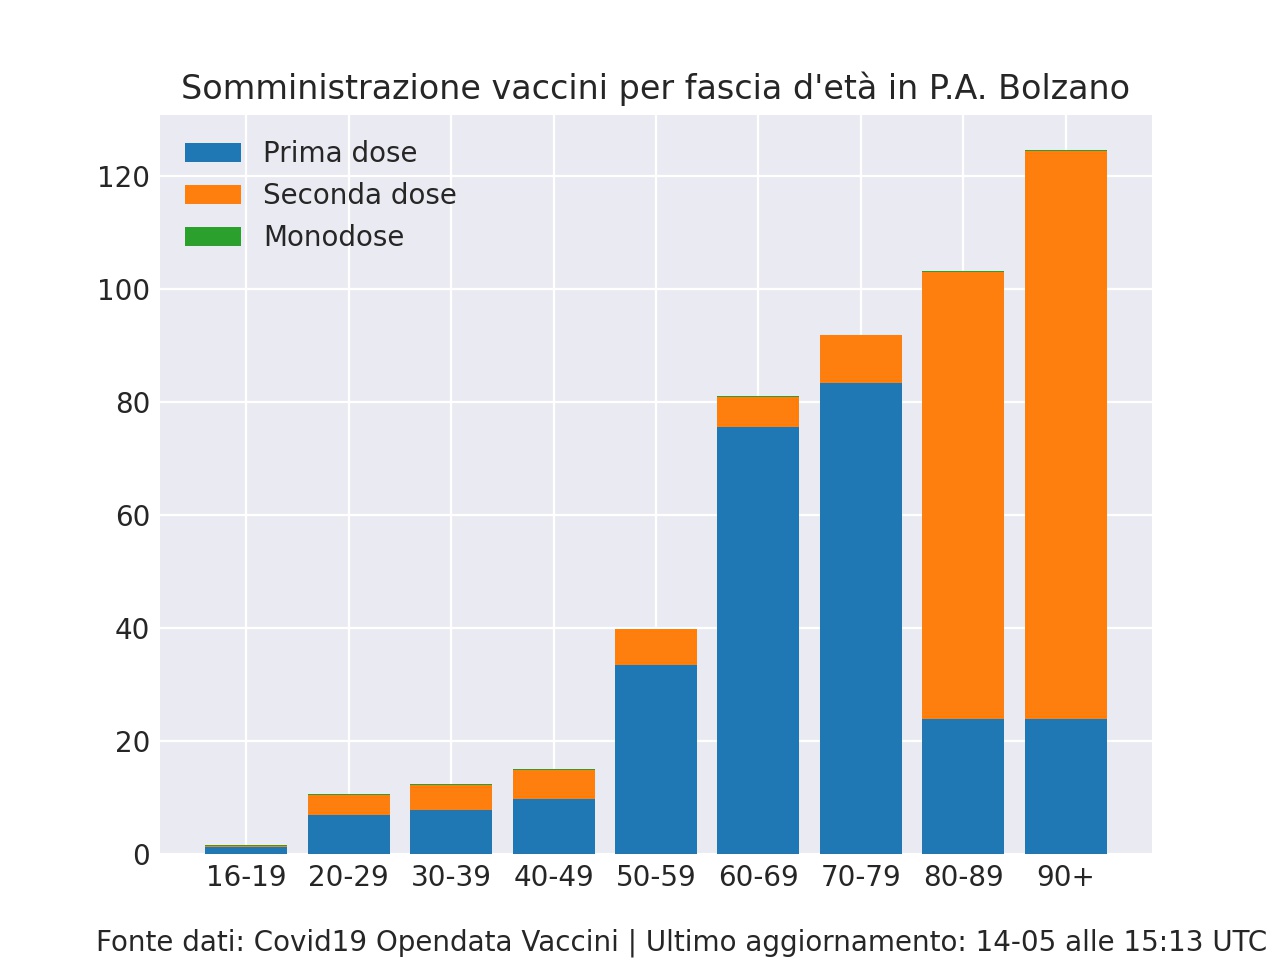 Somministrazione vaccini per fascia d'età in P.A. Bolzano
Prima dose
Seconda dose
Monodose
120
100
80
60
40
20
0
16-19 20-29 30-39 40-49 50-59 60-69 70-79 80-89 90+
Fonte dati: Covid19 Opendata Vaccini | Ultimo aggiornamento: 14-05 alle 15:13 UTC